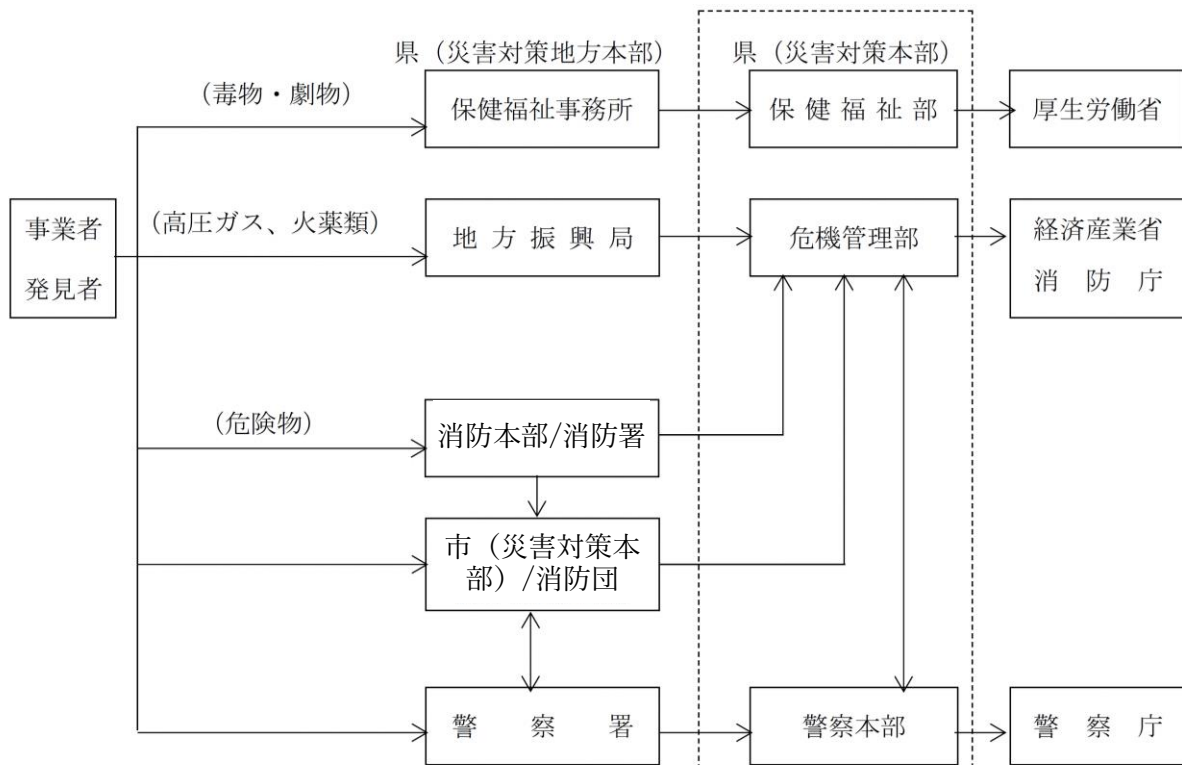 県（災害対策地方本部）
県（災害対策本部）
（毒物・劇物）
保健福祉事務所
保健福祉部
厚生労働省
事業者
発見者
（高圧ガス、火薬類）
地方振興局
危機管理部
経済産業省
消防庁
（危険物）
消防本部/消防署
市（災害対策本
部）/消防団
警察署
警察本部
警察庁